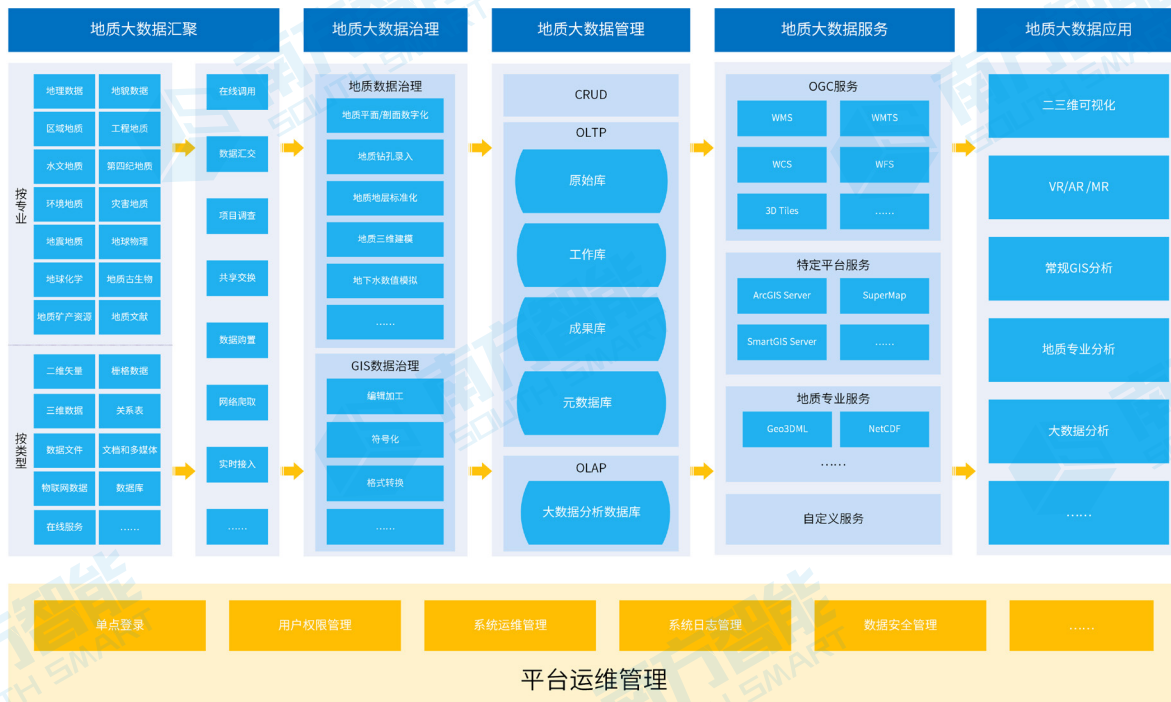 地质大数据汇聚
地质大数据治理
地质大数据管理
地质大数据服务
地质大数据应用
按专业
地理数据
地貌数据
区域地质
工程地质
水文地质
第四纪地质
环境地质
灾害地质
地震地质
地球物理
地球化学
地质古生物
地质矿产资源
地质文献
按类型
二维矢量
栅格数据
三维数据
关系表
数据文件
文档和多媒体
物联网数据
数据库
在线服务
……
在线调用
数据汇交
项目调查
共享交换
数据购置
网络爬取
实时接入
……
地质数据治理
地质平面/剖面数字化
地质钻孔录入
地质地层标准化
地质三维建模
地下水数值模拟
……
GIS数据治理
编辑加工
符号化
格式转换
……
CRUD
OLTP
原始库
工作库
成果库
元数据库
OLAP
大数据分析数据库
OGC服务
WMS
WMTS
WCS
WFS
3D Tiles
……
特定平台服务
ArcGIS Server
SuperMap
SmartGIS Server
……
地质专业服务
Geo3DML
NetCDF
……
自定义服务
二三维可视化
VR/AR /MR
常规GIS分析
地质专业分析
大数据分析
……
单点登录
用户权限管理
系统运维管理
系统日志管理
数据安全管理
……
平台运维管理
南方智能
SOUTH SMART